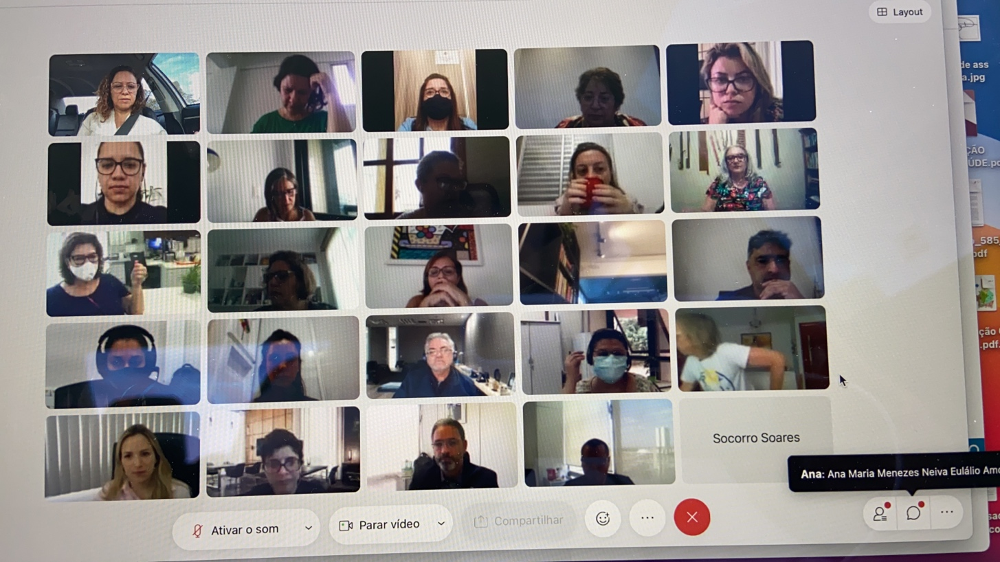 Layout
de ass
a.jpg
ÇÃO
ÚDE.pd
_585
pdf
ção
.pdf.
Socorro Soares
Ana: Ana Maria Menezes Neiva Eulálio Amo
Ativar o som
Parar vídeo
Compartilhar